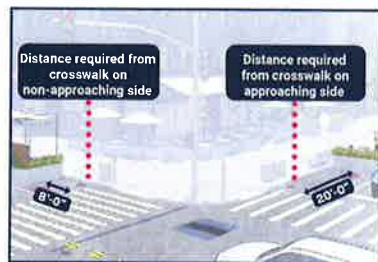 Distance required from
crosswalk on
non-approaching side
Distance required
from crosswalk on
approaching side
8'-0"
20'-0"